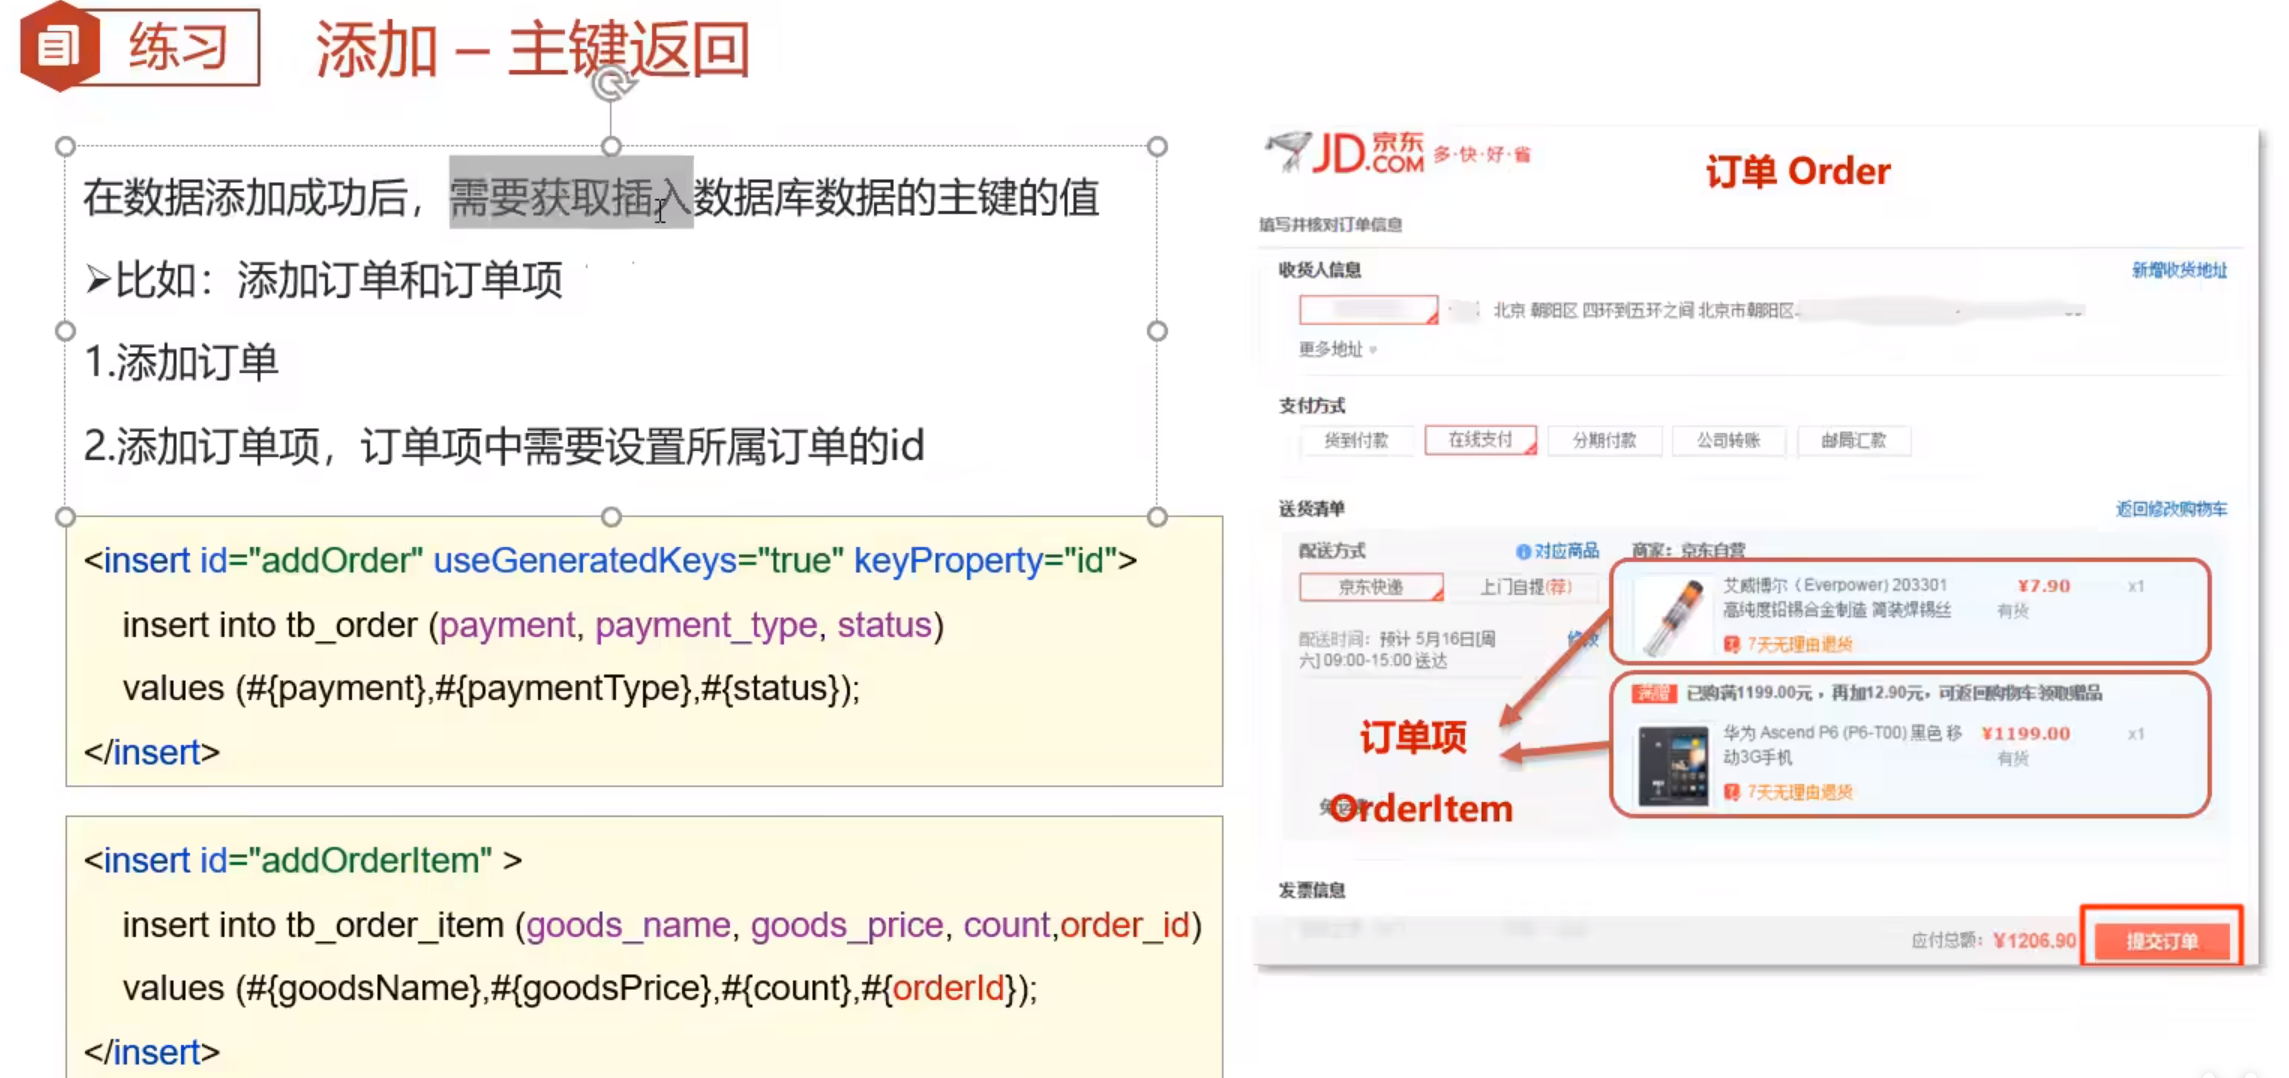 练习
添加 – 主键返回
在数据添加成功后，需要获取插入数据库数据的主键的值
➢比如：添加订单和订单项
1.添加订单
2.添加订单项，订单项中需要设置所属订单的id
<insert id="addOrder" useGeneratedKeys="true" keyProperty="id">
insert into tb_order (payment, payment_type, status)
values (#{payment},#{paymentType},#{status});
</insert>
<insert id="addOrderItem" >
insert into tb_order_item (goods_name, goods_price, count,order_id)
values (#{goodsName},#{goodsPrice},#{count},#{orderId});
</insert>
JD.COM 京东 多·快·好·省
订单 Order
填写并核对订单信息
收货人信息 新增收货地址
北京 朝阳区 四环到五环之间 北京市朝阳区
更多地址
支付方式
货到付款 在线支付 分期付款 公司转账 邮局汇款
送货清单 返回修改购物车
配送方式 对应商品 商家：京东自营
京东快递 上门自提(荐)
配送时间：预计 5月16日[周
六] 09:00-15:00 送达
修改
艾威博尔（Everpower) 203301 ¥7.90 x1
高纯度铅锡合金制造 简装焊锡丝 有货
7天无理由退货
满赠 已购满1199.00元，再加12.90元，可返回购物车领取赠品
华为 Ascend P6 (P6-T00) 黑色 移 ¥1199.00 x1
动3G手机 有货
7天无理由退货
订单项
OrderItem
发票信息
应付总额：¥1206.90 提交订单